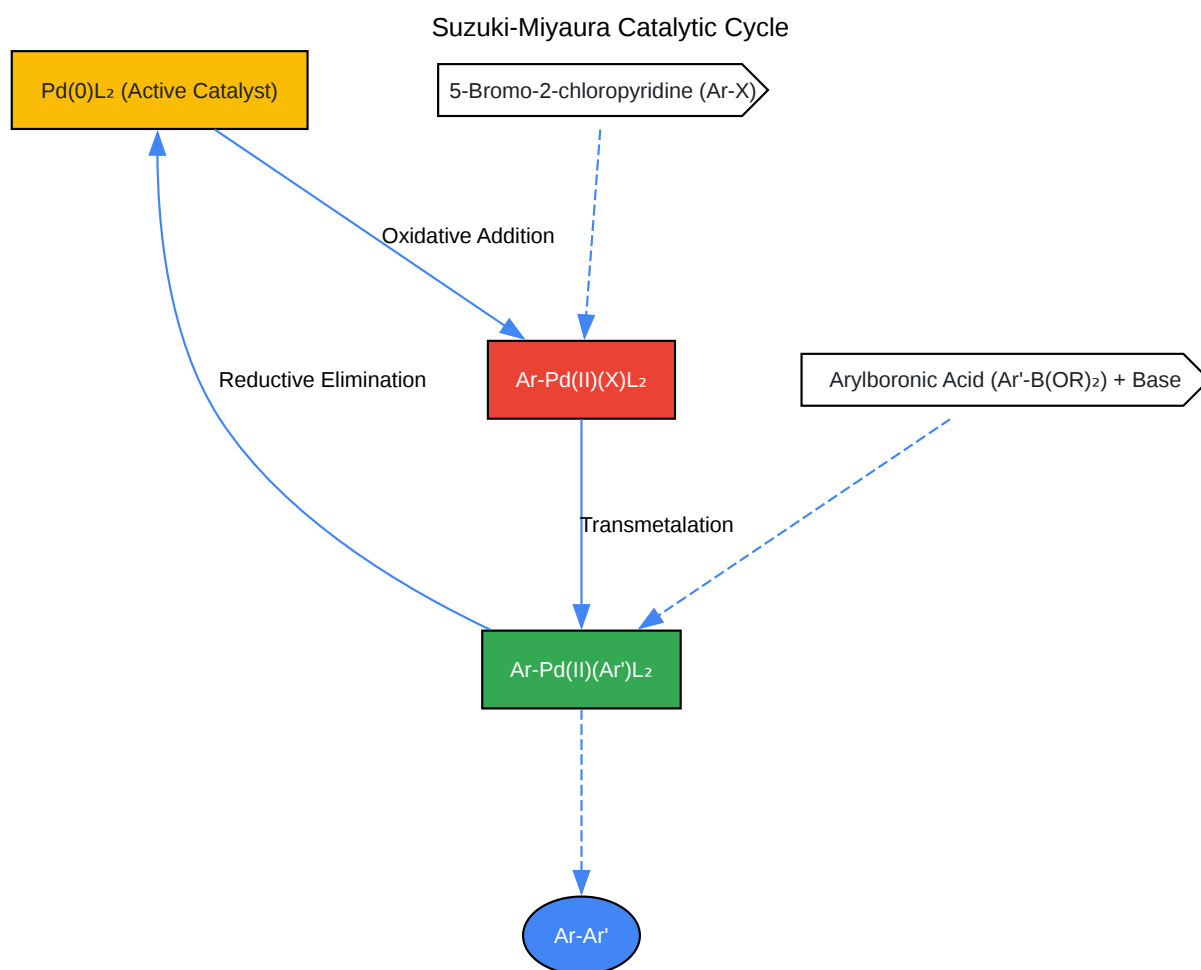 Suzuki-Miyaura Catalytic Cycle
Pd(0)L₂ (Active Catalyst)
5-Bromo-2-chloropyridine (Ar-X)
Oxidative Addition
Reductive Elimination
Ar-Pd(II)(X)L₂
Arylboronic Acid (Ar'-B(OR)₂) + Base
Transmetalation
Ar-Pd(II)(Ar')L₂
Ar-Ar'